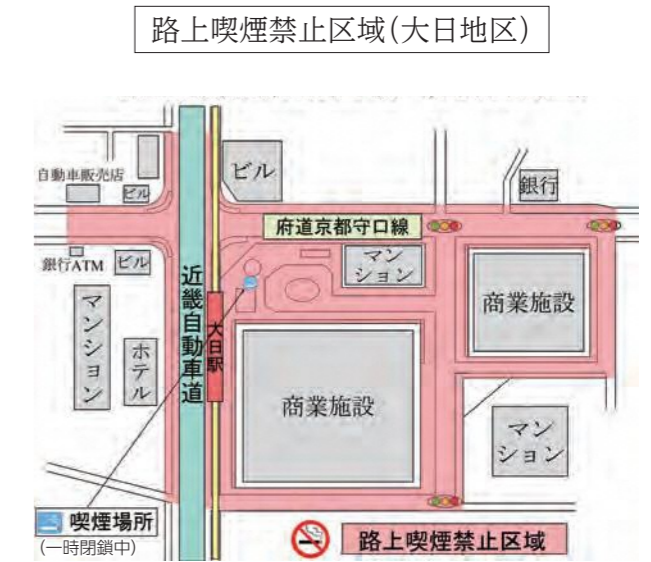 路上喫煙禁止区域(大日地区)
自動車販売店
ビル
ビル
銀行
府道京都守口線
銀行ATM
ビル
マン
ション
近畿自動車道
大日駅
商業施設
マンション
ホテル
商業施設
マン
ション
喫煙場所
(一時閉鎖中)
路上喫煙禁止区域